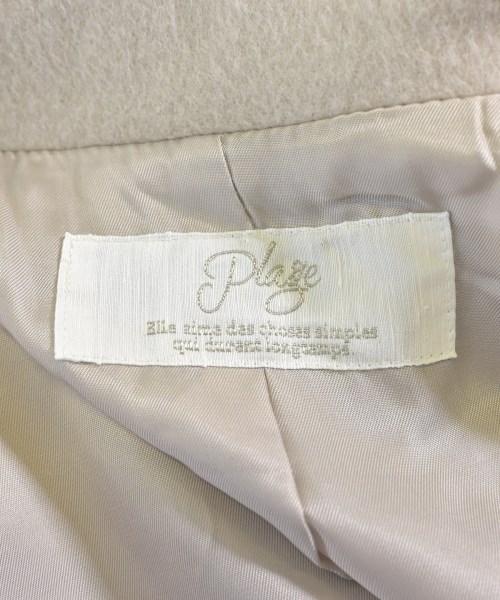 Plage
Elle aime des choses simples
qui durent longtemps